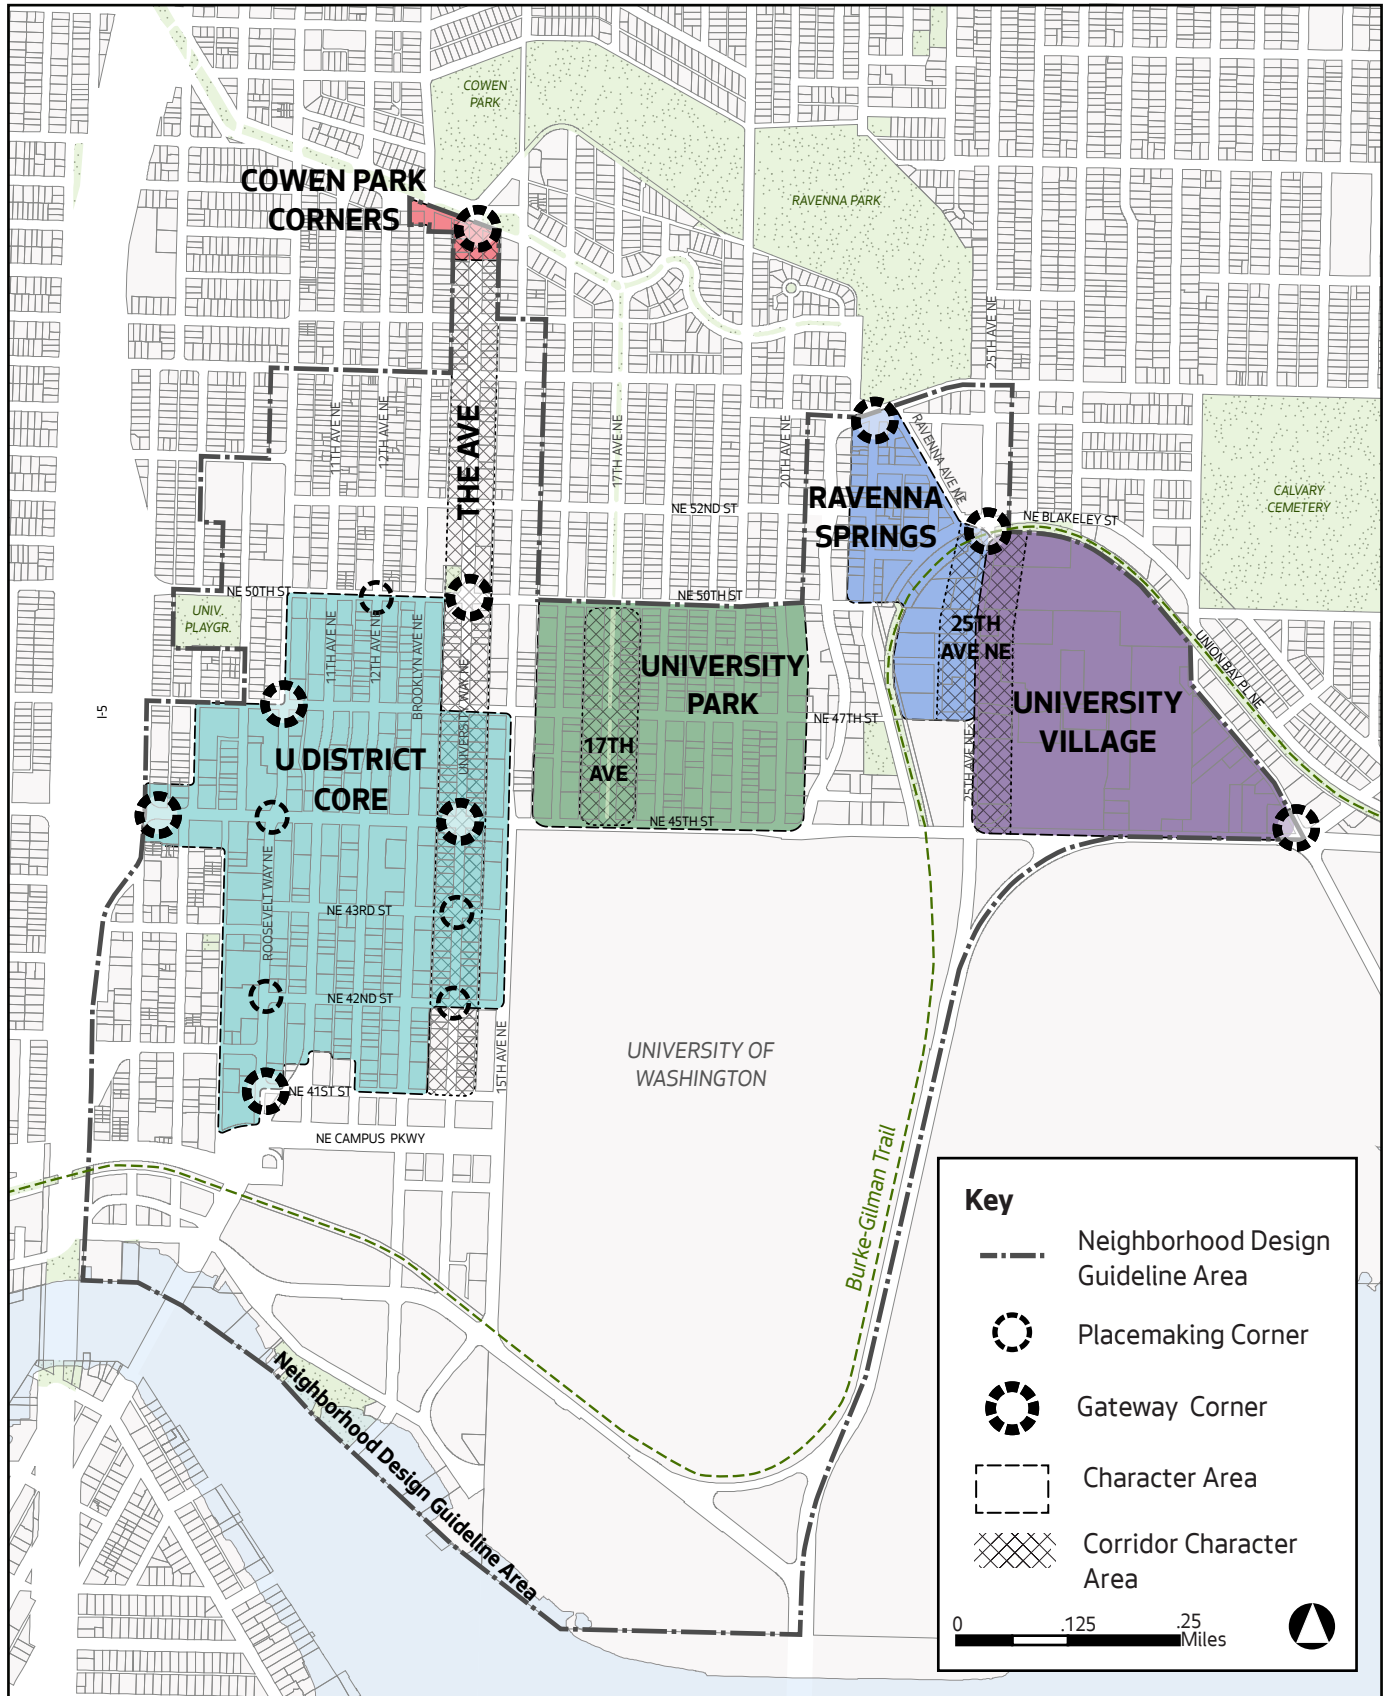 COWEN
PARK
COWEN PARK
CORNERS
RAVENNA PARK
25TH AVE NE
THE AVE
11TH AVE NE
12TH AVE NE
17TH AVE NE
20TH AVE NE
RAVENNA AVE NE
CALVARY
CEMETERY
RAVENNA
SPRINGS
NE 52ND ST
NE BLAKELEY ST
NE 50TH ST
NE 50TH ST
UNIV.
PLAYGR.
11TH AVE NE
12TH AVE NE
BROOKLYN AVE NE
UNIVERSITY WAY NE
25TH
AVE NE
UNION BAY PL NE
UNIVERSITY
PARK
UNIVERSITY
VILLAGE
I-5
NE 47TH ST
17TH
AVE
U DISTRICT
CORE
25TH AVE NE
NE 45TH ST
ROOSEVELT WAY NE
NE 43RD ST
NE 42ND ST
15TH AVE NE
UNIVERSITY OF
WASHINGTON
NE 41ST ST
NE CAMPUS PKWY
Burke-Gilman Trail
Neighborhood Design Guideline Area
Key
Neighborhood Design
Guideline Area
Placemaking Corner
Gateway Corner
Character Area
Corridor Character
Area
0 .125 .25
Miles